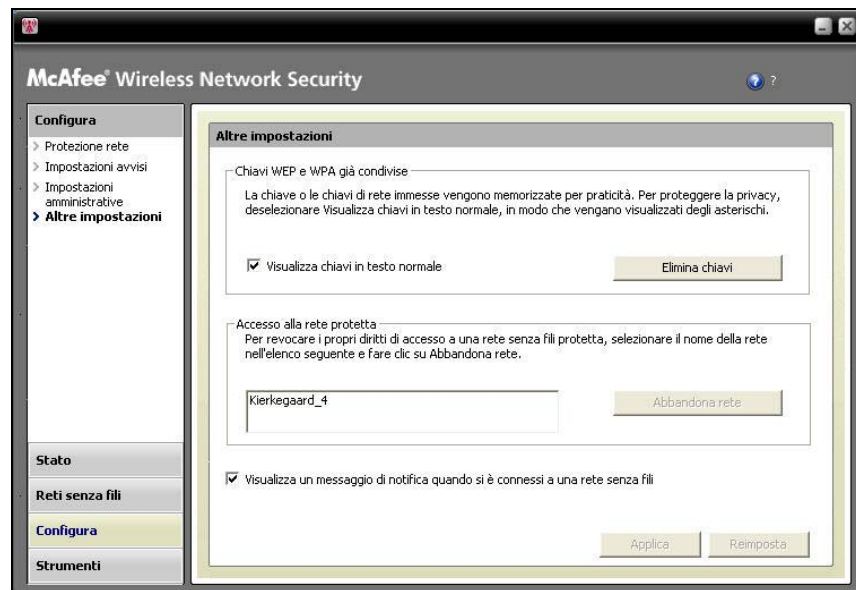 McAfee® Wireless Network Security
?
Configura
Protezione rete
Impostazioni avvisi
Impostazioni
amministrative
Altre impostazioni
Stato
Reti senza fili
Configura
Strumenti
Altre impostazioni
Chiavi WEP e WPA già condivise
La chiave o le chiavi di rete immesse vengono memorizzate per praticità. Per proteggere la privacy,
deselezionare Visualizza chiavi in testo normale, in modo che vengano visualizzati degli asterischi.
Visualizza chiavi in testo normale
Elimina chiavi
Accesso alla rete protetta
Per revocare i propri diritti di accesso a una rete senza fili protetta, selezionare il nome della rete
nell'elenco seguente e fare clic su Abbandona rete.
Kierkegaard_4
Abbandona rete
Visualizza un messaggio di notifica quando si è connessi a una rete senza fili
Applica
Reimposta